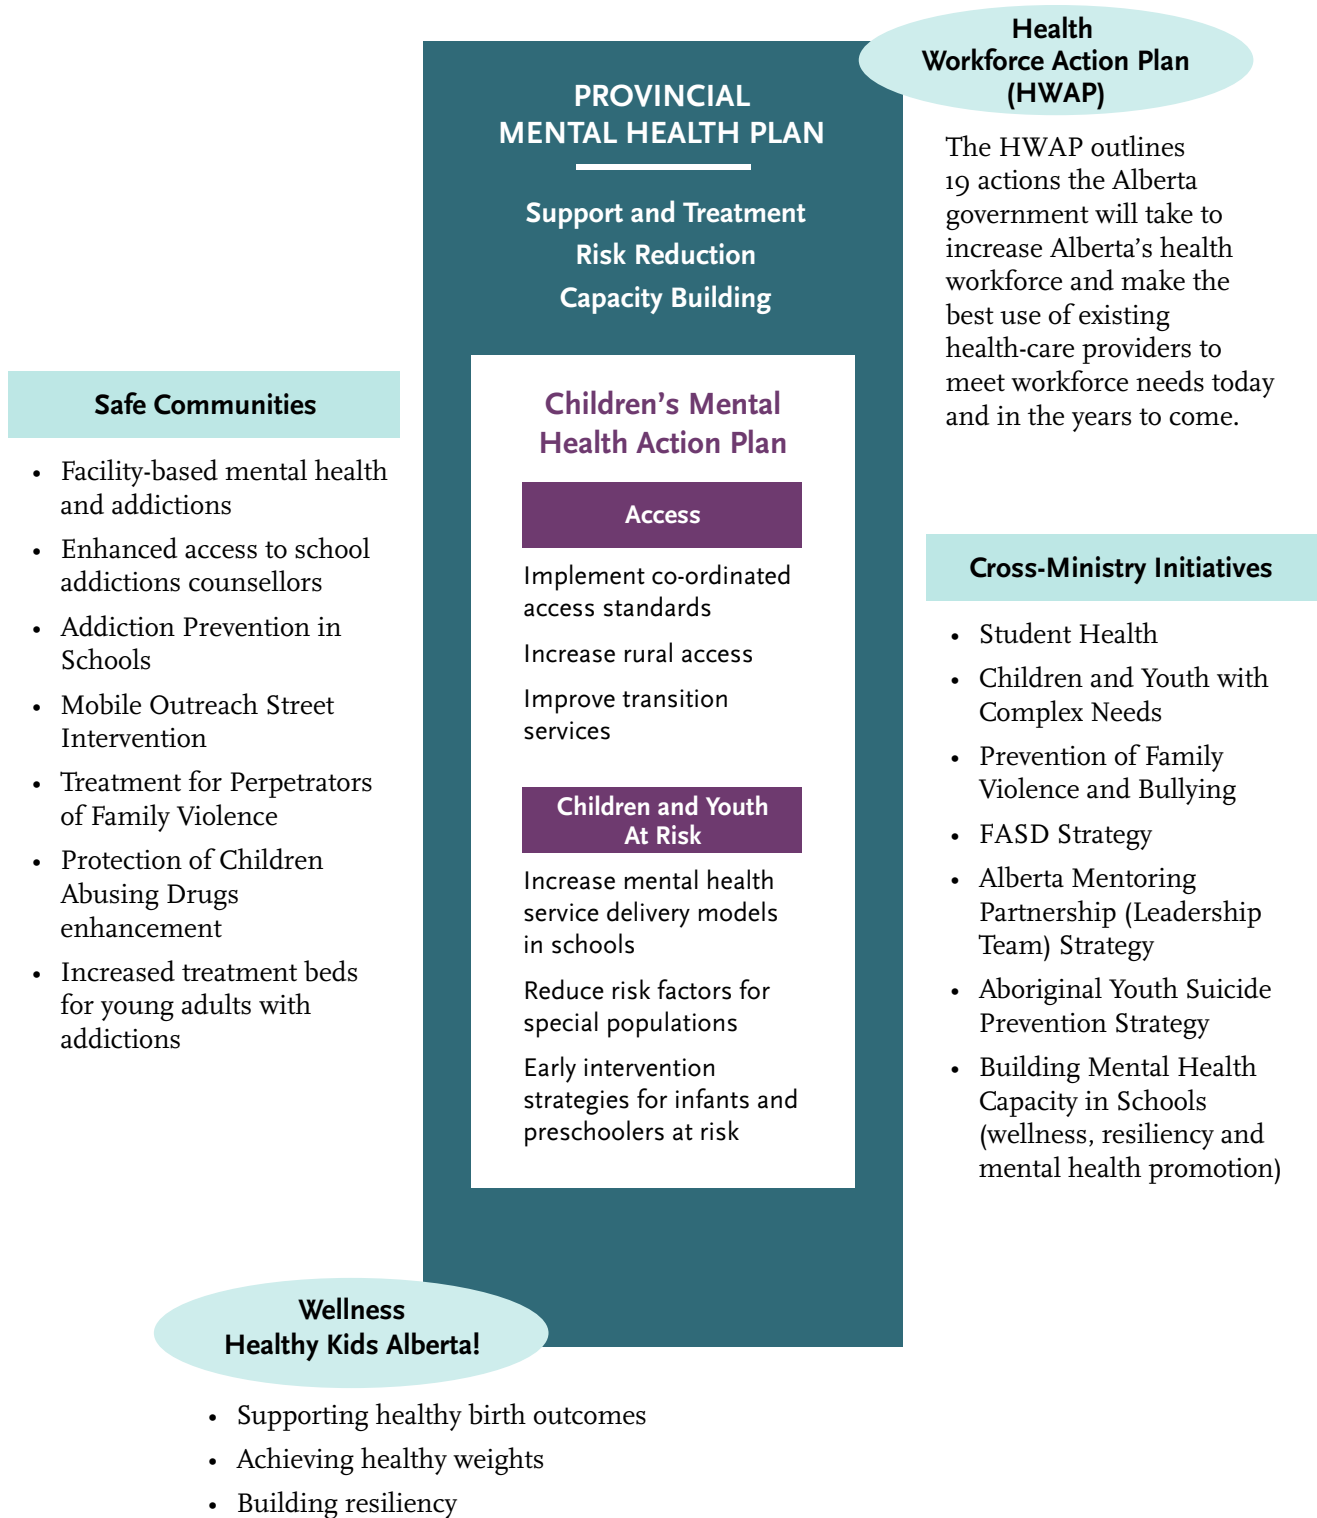 Health
Workforce Action Plan
(HWAP)
The HWAP outlines
19 actions the Alberta
government will take to
increase Alberta’s health
workforce and make the
best use of existing
health-care providers to
meet workforce needs today
and in the years to come.
PROVINCIAL
MENTAL HEALTH PLAN
Support and Treatment
Risk Reduction
Capacity Building
Safe Communities
• Facility-based mental health
and addictions
• Enhanced access to school
addictions counsellors
• Addiction Prevention in
Schools
• Mobile Outreach Street
Intervention
• Treatment for Perpetrators
of Family Violence
• Protection of Children
Abusing Drugs
enhancement
• Increased treatment beds
for young adults with
addictions
Children’s Mental
Health Action Plan
Access
Implement co-ordinated
access standards
Increase rural access
Improve transition
services
Children and Youth
At Risk
Increase mental health
service delivery models
in schools
Reduce risk factors for
special populations
Early intervention
strategies for infants and
preschoolers at risk
Cross-Ministry Initiatives
• Student Health
• Children and Youth with
Complex Needs
• Prevention of Family
Violence and Bullying
• FASD Strategy
• Alberta Mentoring
Partnership (Leadership
Team) Strategy
• Aboriginal Youth Suicide
Prevention Strategy
• Building Mental Health
Capacity in Schools
(wellness, resiliency and
mental health promotion)
Wellness
Healthy Kids Alberta!
• Supporting healthy birth outcomes
• Achieving healthy weights
• Building resiliency